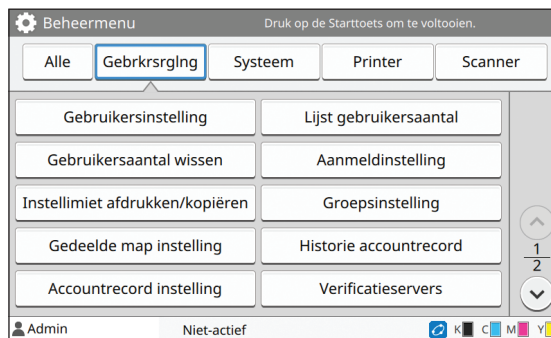 Beheermenu Druk op de Starttoets om te voltooien.
Alle Gebrkrsrglng Systeem Printer Scanner
Gebruikersinstelling Lijst gebruikersaantal
Gebruikersaantal wissen Aanmeldinstelling
Instellimiet afdrukken/kopiëren Groepsinstelling
Gedeelde map instelling Historie accountrecord
Accountrecord instelling Verificatieservers
1
2
Admin Niet-actief K C M Y